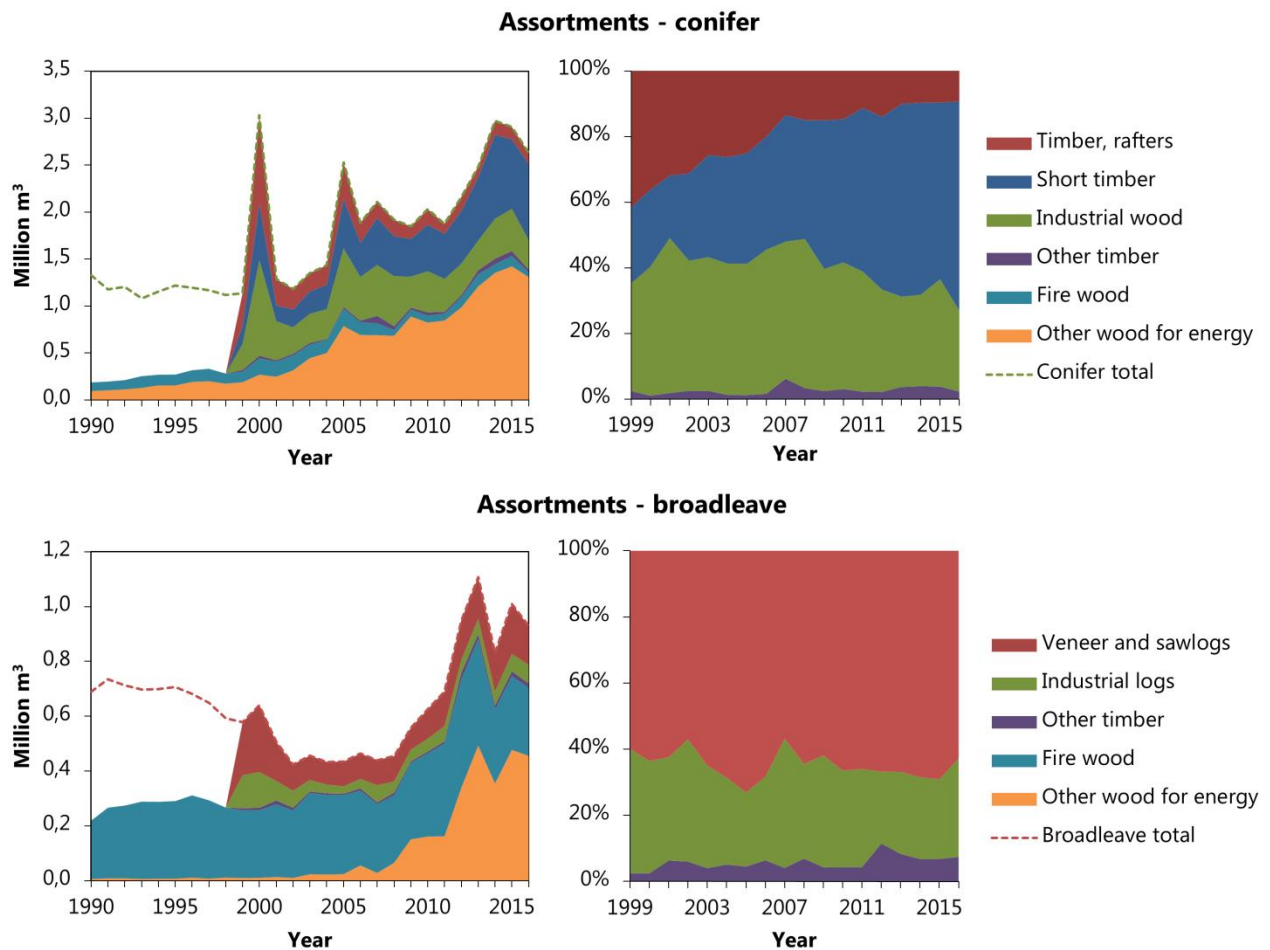 Assortments - conifer
Million m³
3,5
3,0
2,5
2,0
1,5
1,0
0,5
0,0
1990 1995 2000 2005 2010 2015
Year
100%
80%
60%
40%
20%
0%
1999 2003 2007 2011 2015
Year
Timber, rafters
Short timber
Industrial wood
Other timber
Fire wood
Other wood for energy
Conifer total
Assortments - broadleave
Million m³
1,2
1,0
0,8
0,6
0,4
0,2
0,0
1990 1995 2000 2005 2010 2015
Year
100%
80%
60%
40%
20%
0%
1999 2003 2007 2011 2015
Year
Veneer and sawlogs
Industrial logs
Other timber
Fire wood
Other wood for energy
Broadleave total